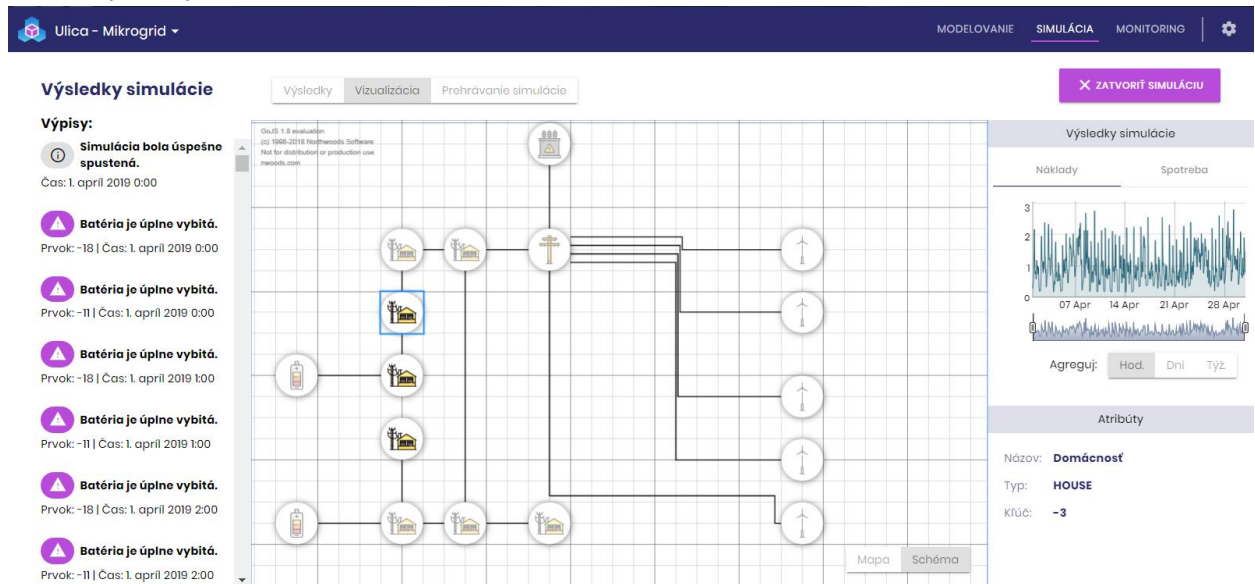 Ulica - Mikrogrid
MODELOVANIE SIMULÁCIA MONITORING
Výsledky simulácie
Výsledky Vizualizácia Prehrávanie simulácie
ZATVORIŤ SIMULÁCIU
Výpisy:
Simulácia bola úspešne
spustená.
Čas: 1. apríl 2019 0:00
Batéria je úplne vybitá.
Prvok: -18 | Čas: 1. apríl 2019 0:00
Batéria je úplne vybitá.
Prvok: -11 | Čas: 1. apríl 2019 0:00
Batéria je úplne vybitá.
Prvok: -18 | Čas: 1. apríl 2019 1:00
Batéria je úplne vybitá.
Prvok: -11 | Čas: 1. apríl 2019 1:00
Batéria je úplne vybitá.
Prvok: -18 | Čas: 1. apríl 2019 2:00
Batéria je úplne vybitá.
Prvok: -11 | Čas: 1. apríl 2019 2:00
GoJS 1.8 evaluation
(c) 1998-2018 Northwoods Software
Not for distribution or production use
nwoods.com
Mapa Schéma
Výsledky simulácie
Náklady Spotreba
3
2
1
0
07 Apr 14 Apr 21 Apr 28 Apr
Agreguj: Hod. Dni Týž.
Atribúty
Názov: Domácnosť
Typ: HOUSE
Kľúč: -3